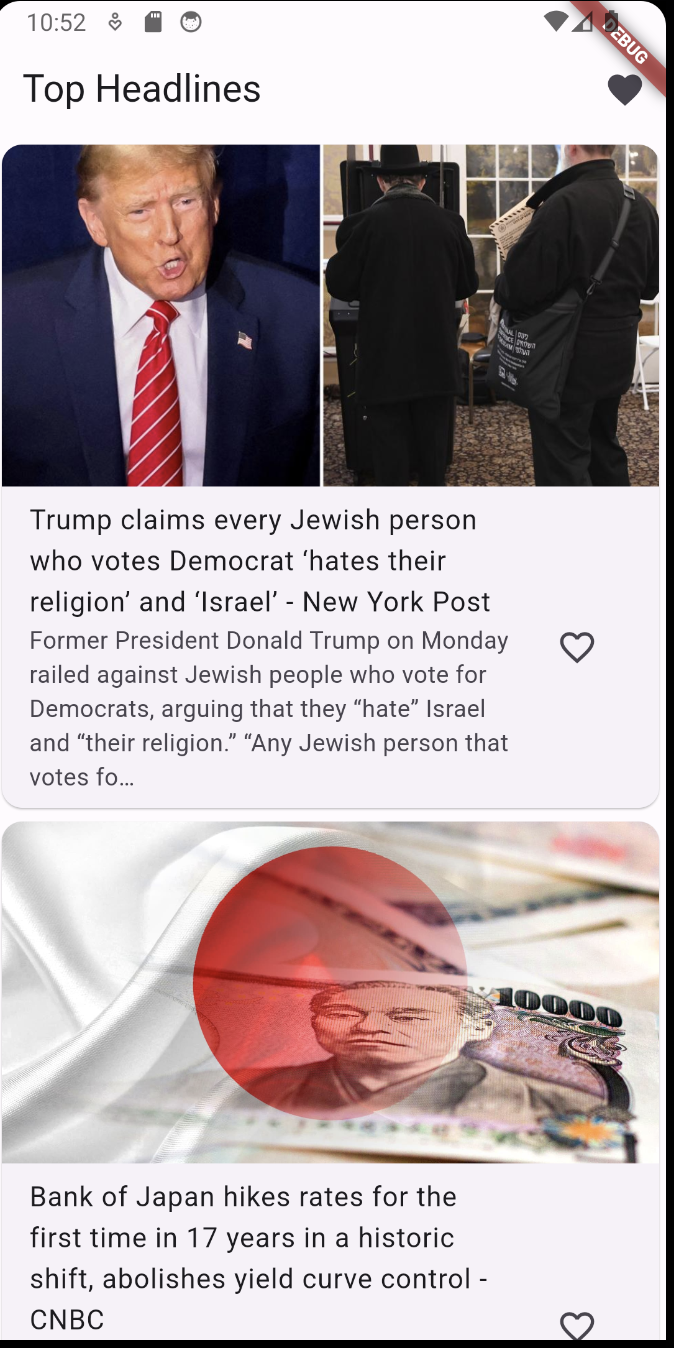 10:52
DEBUG
Top Headlines
Trump claims every Jewish person
who votes Democrat ‘hates their
religion’ and ‘Israel’ - New York Post
Former President Donald Trump on Monday
railed against Jewish people who vote for
Democrats, arguing that they “hate” Israel
and “their religion.” “Any Jewish person that
votes fo…
10000
Bank of Japan hikes rates for the
first time in 17 years in a historic
shift, abolishes yield curve control -
CNBC